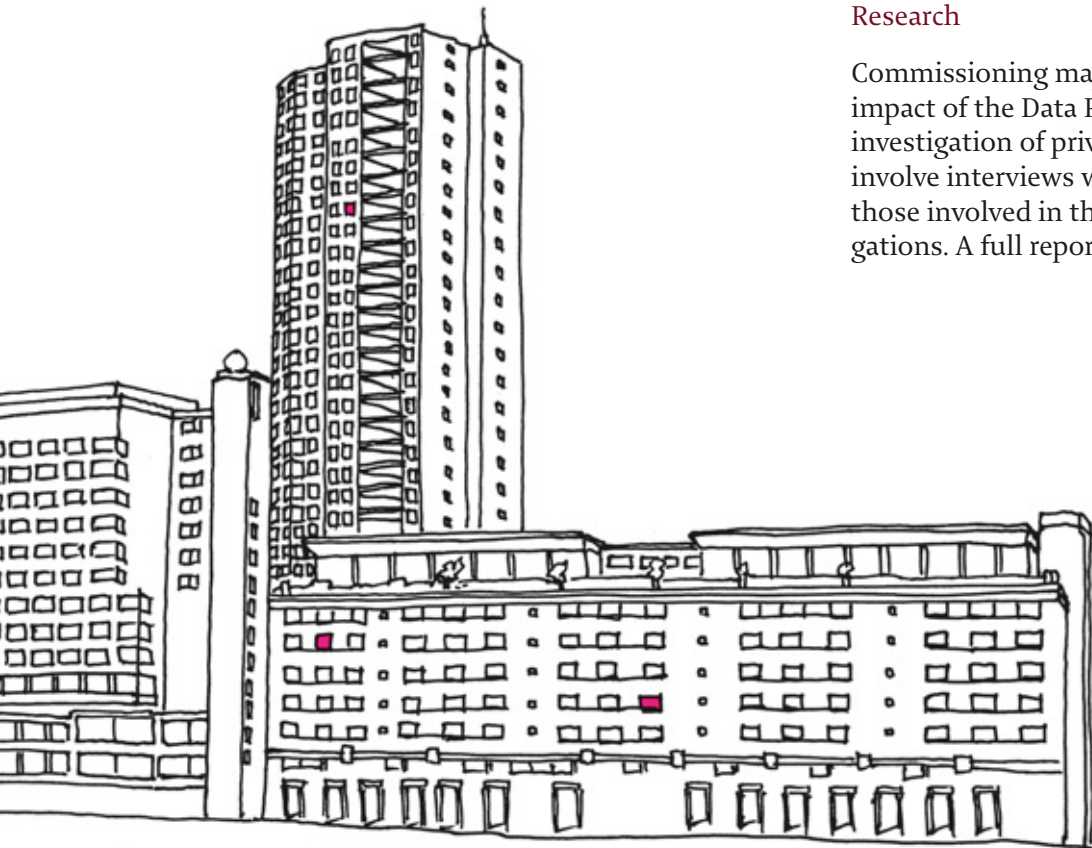 Research
Commissioning ma
impact of the Data
investigation of priv
involve interviews
those involved in th
gations. A full repor